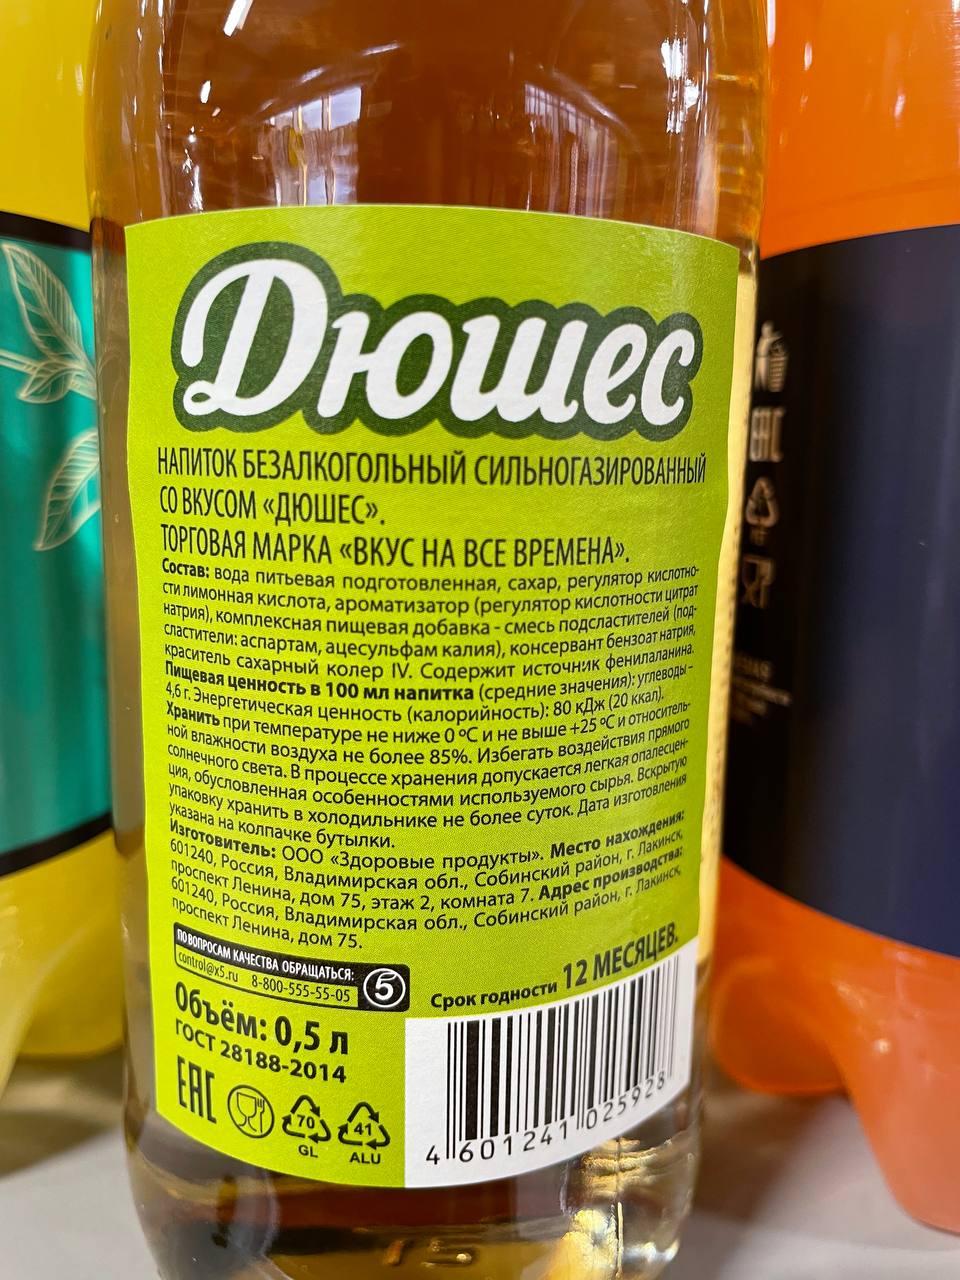 Дюшес
НАПИТОК БЕЗАЛКОГОЛЬНЫЙ СИЛЬНОГАЗИРОВАННЫЙ
СО ВКУСОМ «ДЮШЕС».
ТОРГОВАЯ МАРКА «ВКУС НА ВСЕ ВРЕМЕНА».
Состав: вода питьевая подготовленная, сахар, регулятор кислотно-
сти лимонная кислота, ароматизатор (регулятор кислотности цитрат
натрия), комплексная пищевая добавка - смесь подсластителей (под-
сластители: аспартам, ацесульфам калия), консервант бензоат натрия,
краситель сахарный колер IV. Содержит источник фенилаланина.
Пищевая ценность в 100 мл напитка (средние значения): углеводы –
4,6 г. Энергетическая ценность (калорийность): 80 кДж (20 ккал).
Хранить при температуре не ниже 0 ºС и не выше +25 ºС и относитель-
ной влажности воздуха не более 85%. Избегать воздействия прямого
солнечного света. В процессе хранения допускается легкая опалесцен-
ция, обусловленная особенностями используемого сырья. Вскрытую
упаковку хранить в холодильнике не более суток. Дата изготовления
указана на колпачке бутылки.
Изготовитель: ООО «Здоровые продукты». Место нахождения:
601240, Россия, Владимирская обл., Собинский район, г. Лакинск,
проспект Ленина, дом 75, этаж 2, комната 7. Адрес производства:
601240, Россия, Владимирская обл., Собинский район, г. Лакинск,
проспект Ленина, дом 75.
ПО ВОПРОСАМ КАЧЕСТВА ОБРАЩАТЬСЯ:
control@x5.ru 8-800-555-55-05
5
Срок годности 12 МЕСЯЦЕВ.
Объём: 0,5 л
ГОСТ 28188-2014
EAC
70
GL
41
ALU
4 601241 025928
EAC